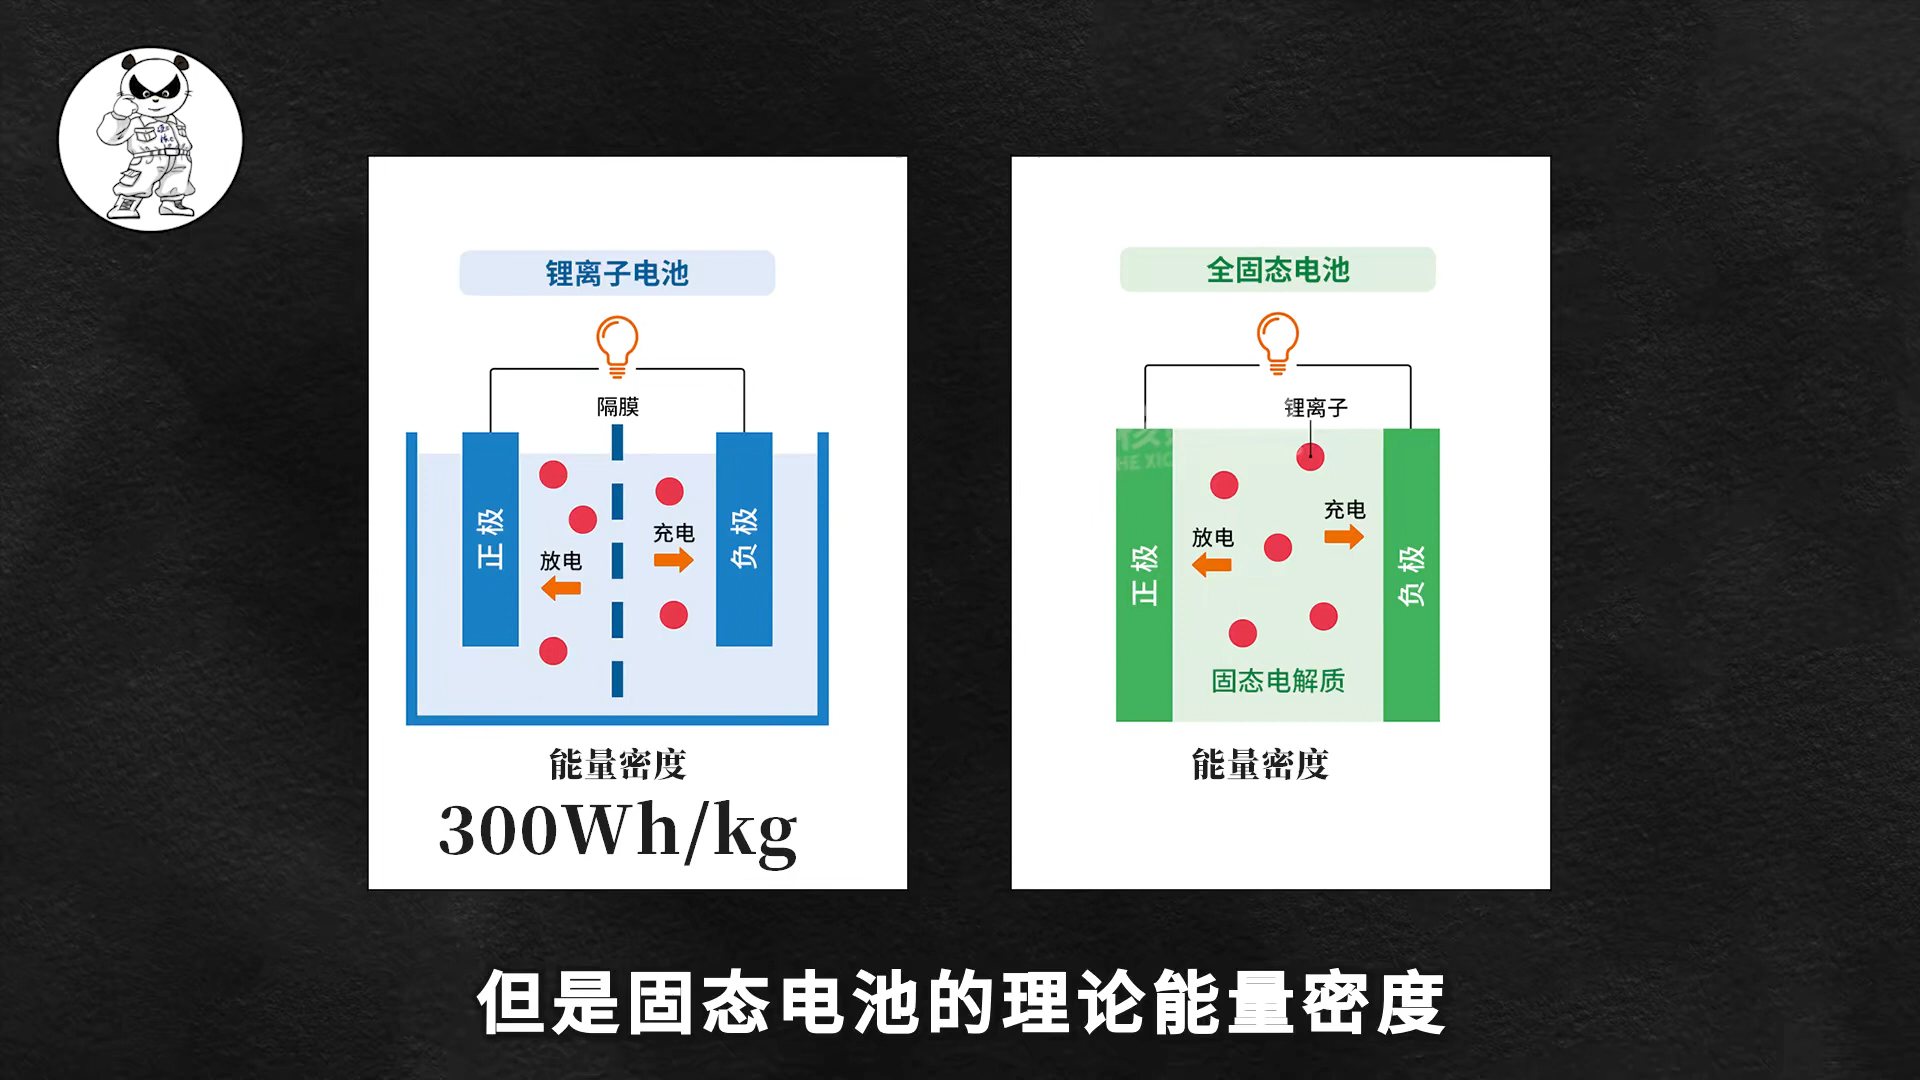 锂离子电池
隔膜
正极
放电
充电
负极
能量密度
300Wh/kg
全固态电池
锂离子
正极
放电
充电
负极
固态电解质
能量密度
但是固态电池的理论能量密度